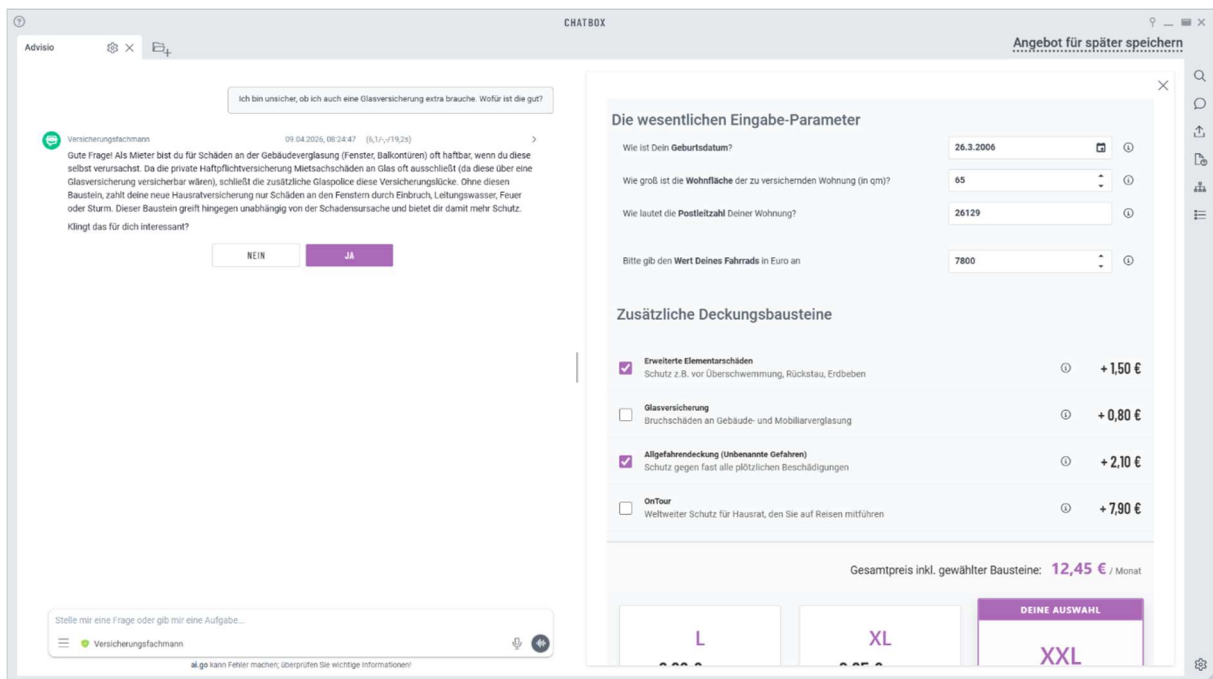 CHATBOX
Advisio
Angebot für später speichern
Ich bin unsicher, ob ich auch eine Glasversicherung extra brauche. Wofür ist die gut?
Versicherungsfachmann 09.04.2026, 08:24:47 (6,1/-,-/19,2s)
Gute Frage! Als Mieter bist du für Schäden an der Gebäudeverglasung (Fenster, Balkontüren) oft haftbar, wenn du diese
selbst verursachst. Da die private Haftpflichtversicherung Mietsachschäden an Glas oft ausschließt (da diese über eine
Glasversicherung versicherbar wären), schließt die zusätzliche Glaspolice diese Versicherungslücke. Ohne diesen
Baustein, zahlt deine neue Hausratversicherung nur Schäden an den Fenstern durch Einbruch, Leitungswasser, Feuer
oder Sturm. Dieser Baustein greift hingegen unabhängig von der Schadensursache und bietet dir damit mehr Schutz.
Klingt das für dich interessant?
NEIN
JA
Stelle mir eine Frage oder gib mir eine Aufgabe...
Versicherungsfachmann
ai.go kann Fehler machen; überprüfen Sie wichtige Informationen!
Die wesentlichen Eingabe-Parameter
Wie ist Dein Geburtsdatum? 26.3.2006
Wie groß ist die Wohnfläche der zu versichernden Wohnung (in qm)? 65
Wie lautet die Postleitzahl Deiner Wohnung? 26129
Bitte gib den Wert Deines Fahrrads in Euro an 7800
Zusätzliche Deckungsbausteine
Erweiterte Elementarschäden
Schutz z.B. vor Überschwemmung, Rückstau, Erdbeben
+ 1,50 €
Glasversicherung
Bruchschäden an Gebäude- und Mobiliarverglasung
+ 0,80 €
Allgefahrendeckung (Unbenannte Gefahren)
Schutz gegen fast alle plötzlichen Beschädigungen
+ 2,10 €
OnTour
Weltweiter Schutz für Hausrat, den Sie auf Reisen mitführen
+ 7,90 €
Gesamtpreis inkl. gewählter Bausteine: 12,45 € / Monat
DEINE AUSWAHL
L
XL
XXL